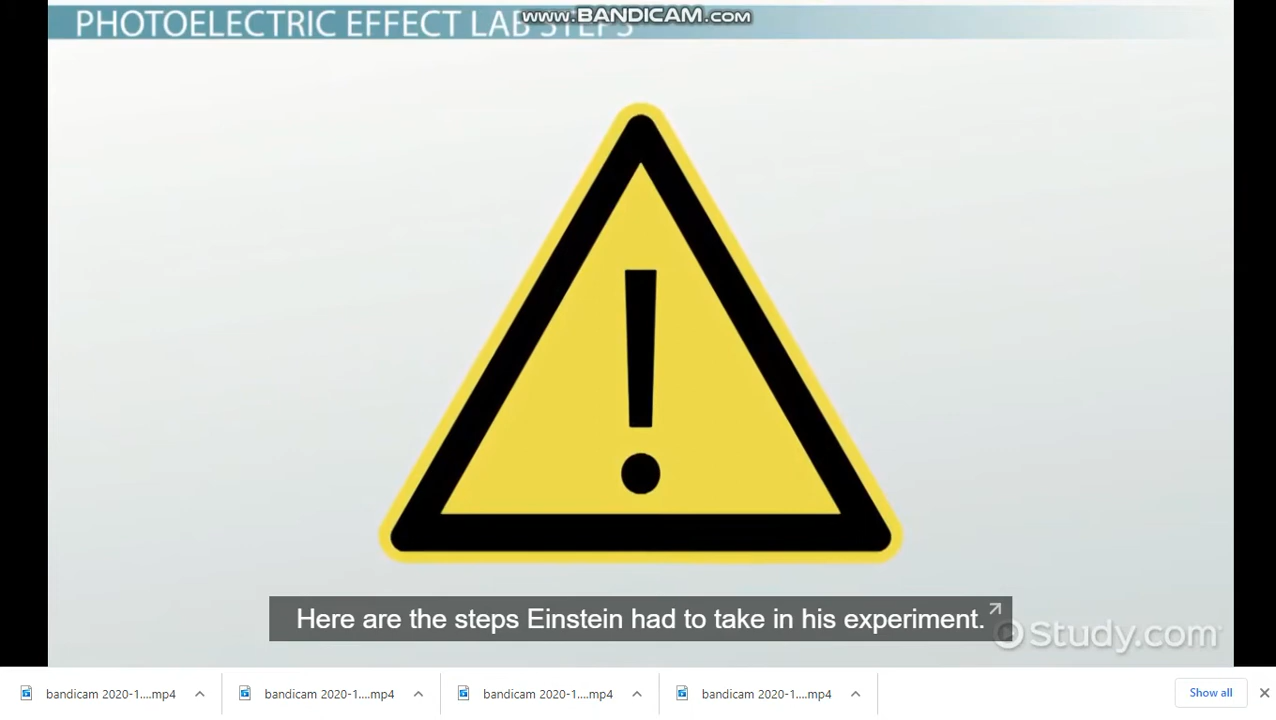 www.BANDICAM.com
PHOTOELECTRIC EFFECT LAB STEPS
!
Here are the steps Einstein had to take in his experiment.
Study.com
bandicam 2020-1....mp4
bandicam 2020-1....mp4
bandicam 2020-1....mp4
bandicam 2020-1....mp4
Show all